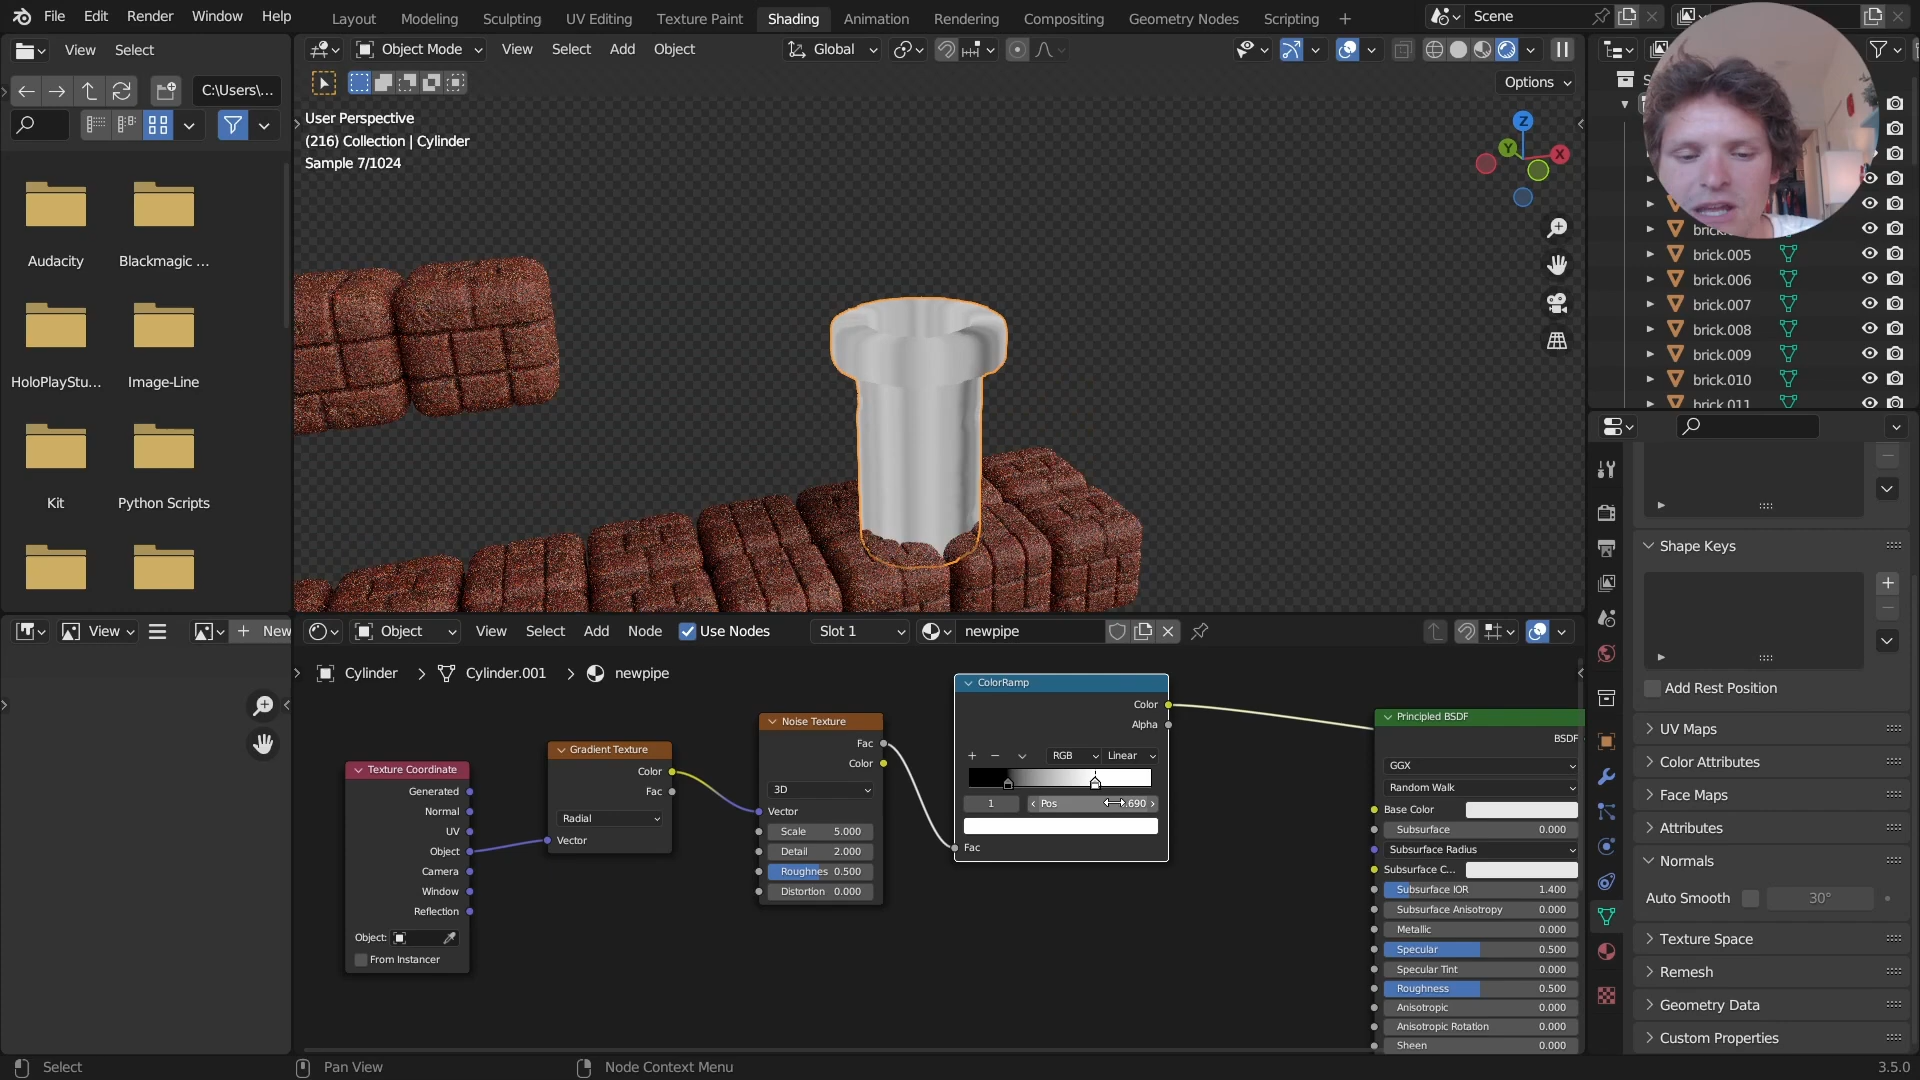 File Edit Render Window Help
Layout Modeling Sculpting UV Editing Texture Paint Shading Animation Rendering Compositing Geometry Nodes Scripting
Scene
View Select
Object Mode View Select Add Object Global
C:\Users\...
Options
User Perspective
(216) Collection | Cylinder
Sample 7/1024
Z
Y
X
Audacity Blackmagic ...
HoloPlayStu... Image-Line
Kit Python Scripts
brick.005
brick.006
brick.007
brick.008
brick.009
brick.010
brick.011
Shape Keys
Add Rest Position
UV Maps
Color Attributes
Face Maps
Attributes
Normals
Auto Smooth 30°
Texture Space
Remesh
Geometry Data
Custom Properties
View New
Object View Select Add Node Use Nodes Slot 1 newpipe
Cylinder Cylinder.001 newpipe
Texture Coordinate
Generated
Normal
UV
Object
Camera
Window
Reflection
Object:
From Instancer
Gradient Texture
Color
Fac
Radial
Vector
Noise Texture
Fac
Color
3D
Vector
Scale 5.000
Detail 2.000
Roughnes 0.500
Distortion 0.000
ColorRamp
Color
Alpha
RGB Linear
1 Pos .690
Fac
Principled BSDF
BSDF
GGX
Random Walk
Base Color
Subsurface 0.000
Subsurface Radius
Subsurface C...
Subsurface IOR 1.400
Subsurface Anisotropy 0.000
Metallic 0.000
Specular 0.500
Specular Tint 0.000
Roughness 0.500
Anisotropic 0.000
Anisotropic Rotation 0.000
Sheen 0.000
Select Pan View Node Context Menu 3.5.0